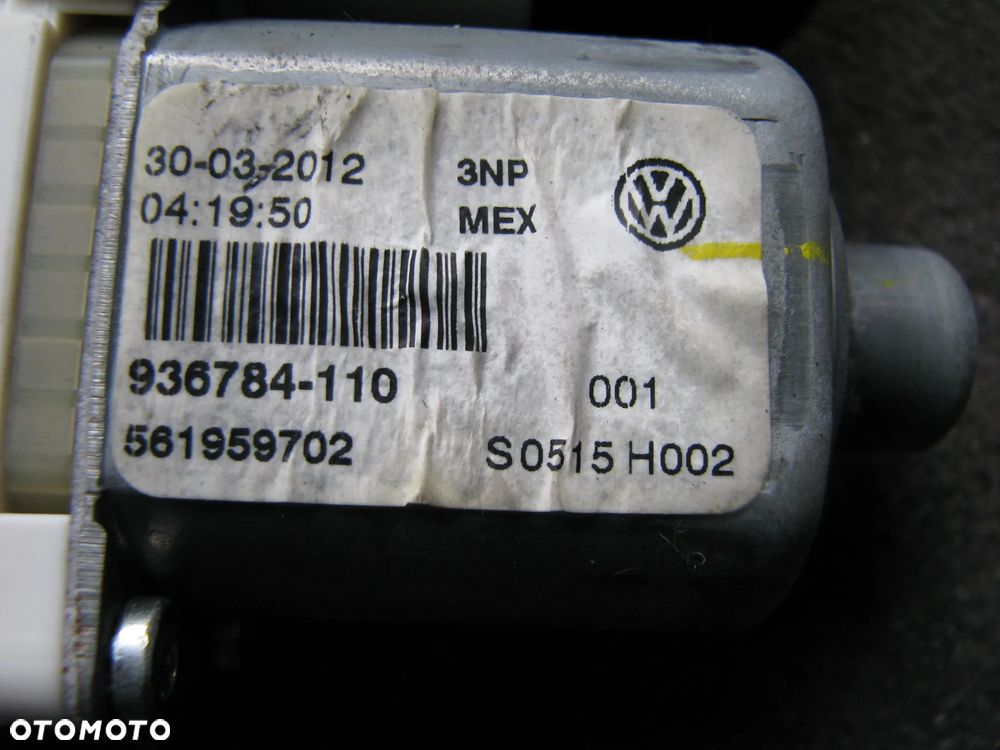 30-03-2012 3NP
04:19:50 MEX
936784-110 001
561959702 S0515 H002
OTOMOTO